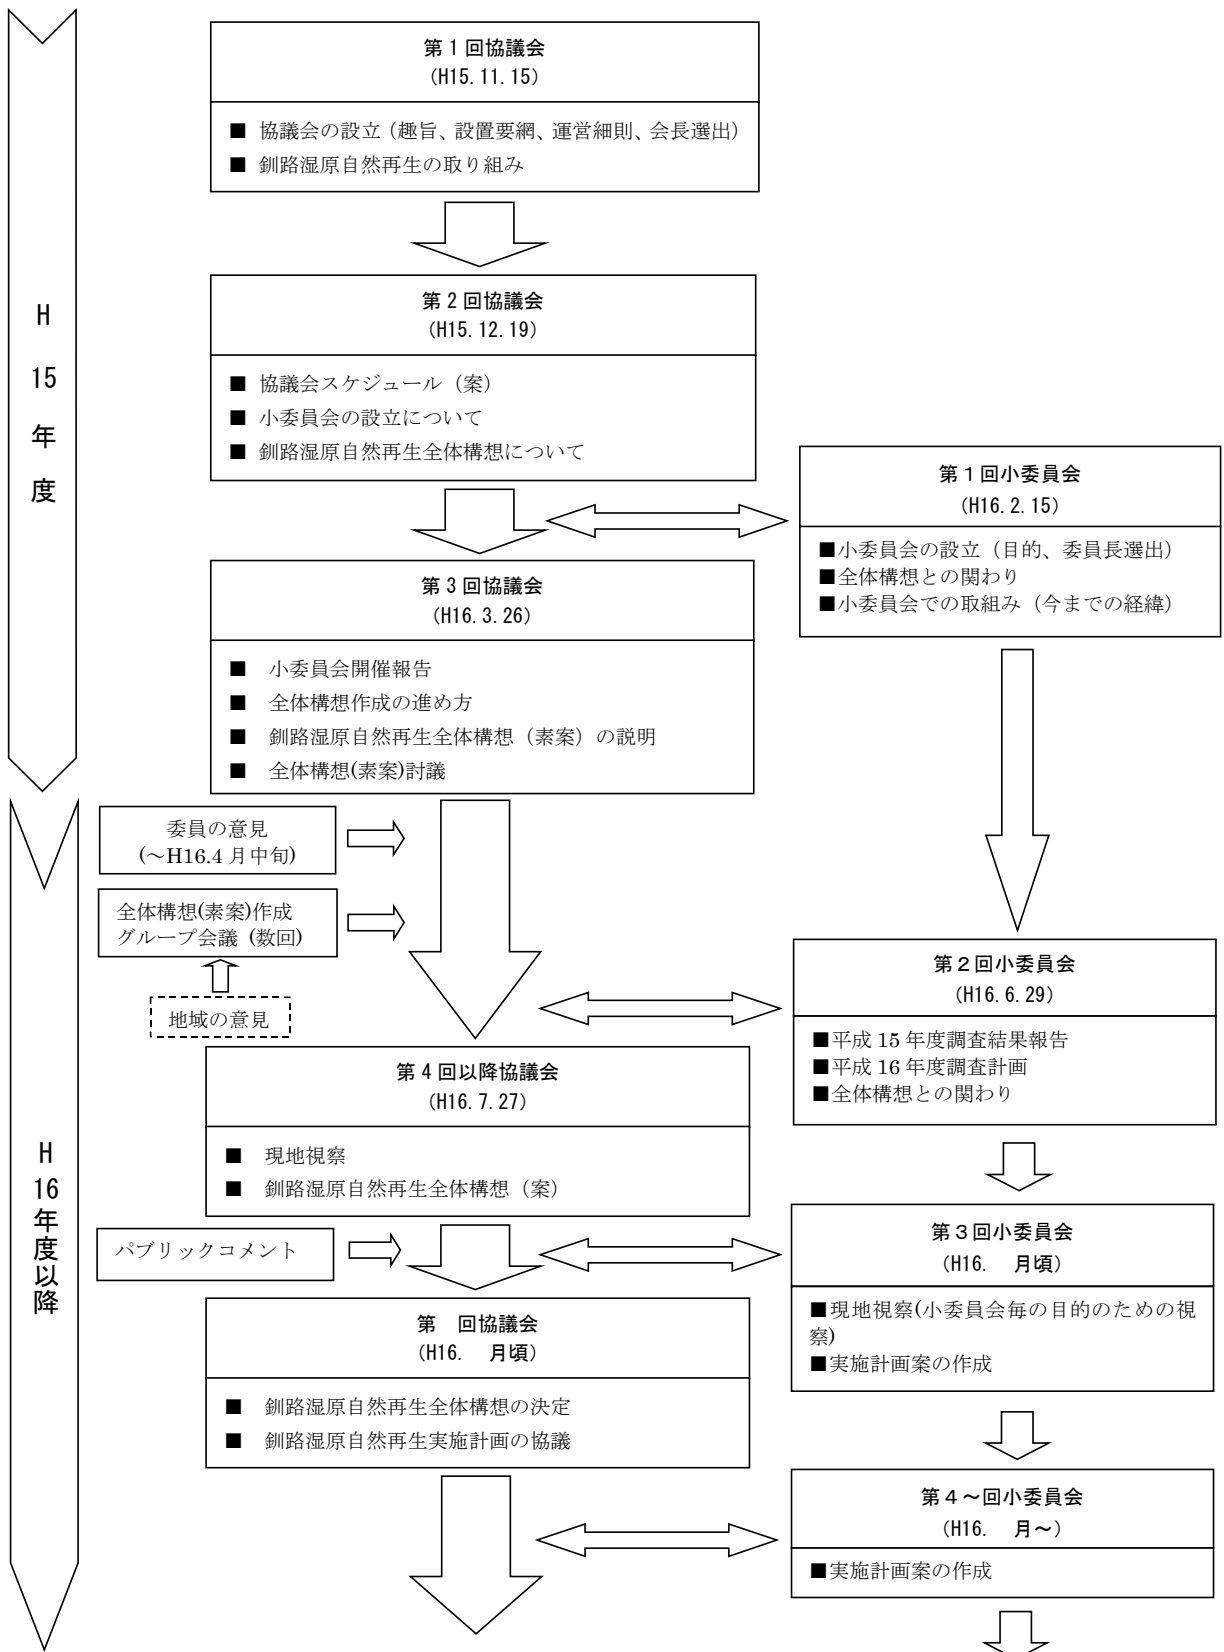 H
15
年
度
第1回協議会
(H15.11.15)
■ 協議会の設立（趣旨、設置要網、運営細則、会長選出）
■ 釧路湿原自然再生の取り組み
第2回協議会
(H15.12.19)
■ 協議会スケジュール（案）
■ 小委員会の設立について
■ 釧路湿原自然再生全体構想について
第1回小委員会
(H16.2.15)
■小委員会の設立（目的、委員長選出）
■全体構想との関わり
■小委員会での取組み（今までの経緯）
第3回協議会
(H16.3.26)
■ 小委員会開催報告
■ 全体構想作成の進め方
■ 釧路湿原自然再生全体構想（素案）の説明
■ 全体構想(素案)討議
H
16
年
度
以
降
委員の意見
(～H16.4月中旬)
全体構想(素案)作成
グループ会議（数回）
地域の意見
第2回小委員会
(H16.6.29)
■平成15年度調査結果報告
■平成16年度調査計画
■全体構想との関わり
第4回以降協議会
(H16.7.27)
■ 現地視察
■ 釧路湿原自然再生全体構想（案）
パブリックコメント
第3回小委員会
(H16.　月頃)
■現地視察(小委員会毎の目的のための視
察)
■実施計画案の作成
第　回協議会
(H16.　月頃)
■ 釧路湿原自然再生全体構想の決定
■ 釧路湿原自然再生実施計画の協議
第4～回小委員会
(H16.　月～)
■実施計画案の作成